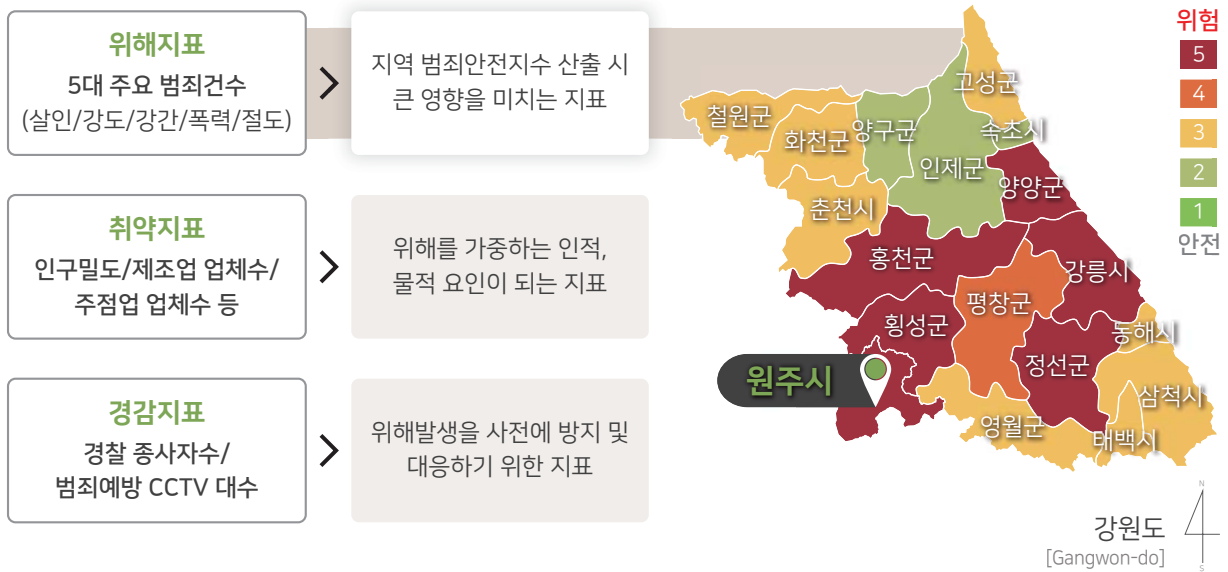 위해지표
5대 주요 범죄건수
(살인/강도/강간/폭력/절도)
지역 범죄안전지수 산출 시
큰 영향을 미치는 지표
취약지표
인구밀도/제조업 업체수/
주점업 업체수 등
위해를 가중하는 인적,
물적 요인이 되는 지표
경감지표
경찰 종사자수/
범죄예방 CCTV 대수
위해발생을 사전에 방지 및
대응하기 위한 지표
고성군
철원군
화천군
양구군
속초시
인제군
양양군
춘천시
홍천군
강릉시
평창군
횡성군
동해시
정선군
원주시
삼척시
영월군
태백시
위험
5
4
3
2
1
안전
N
강원도
[Gangwon-do]
S